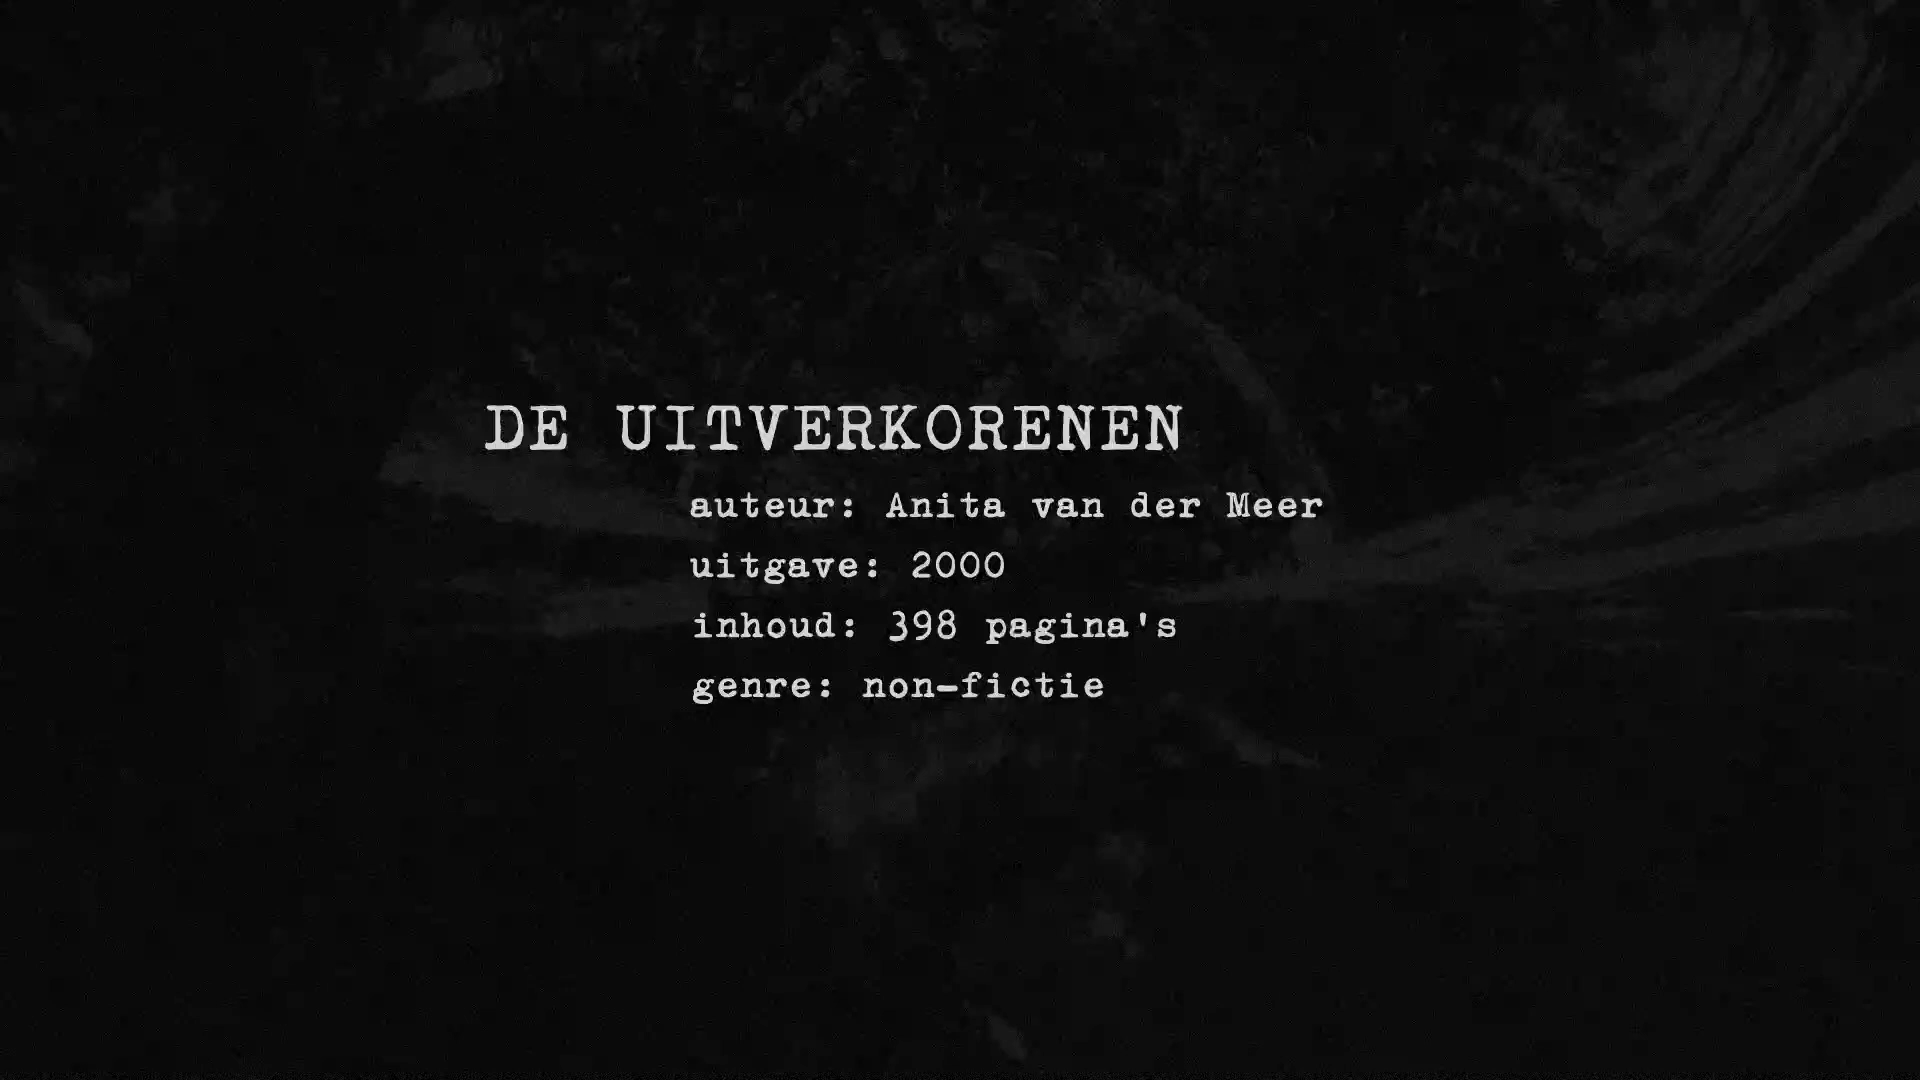 DE UITVERKORENEN
auteur: Anita van der Meer
uitgave: 2000
inhoud: 398 pagina's
genre: non-fictie